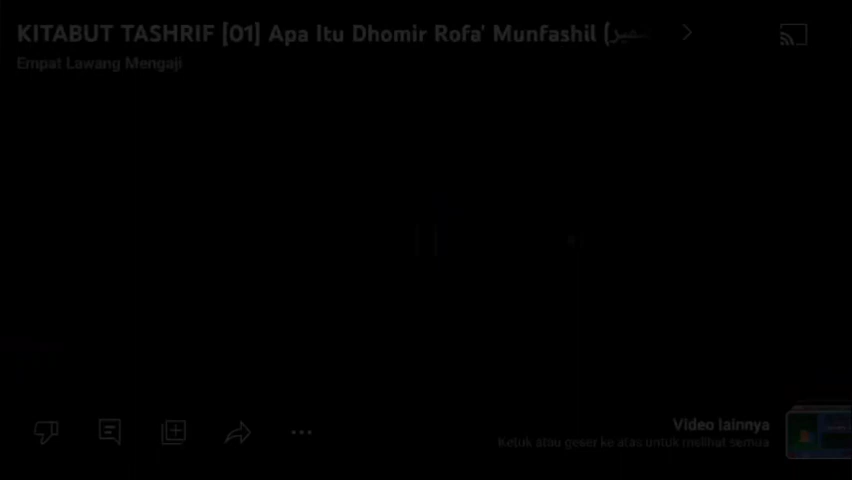 KITABUT TASHRIF [01] Apa Itu Dhomir Rofa' Munfashil (ضمير
Empat Lawang Mengaji
Video lainnya
Ketuk atau geser ke atas untuk melihat semua